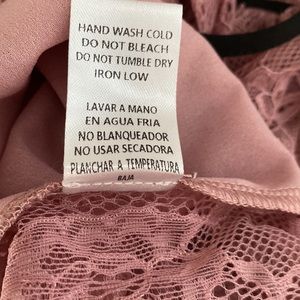 HAND WASH COLD
DO NOT BLEACH
DO NOT TUMBLE DRY
IRON LOW
LAVAR A MANO
EN AGUA FRIA
NO BLANQUEADOR
NO USAR SECADORA
PLANCHAR A TEMPERATURA
BAJA